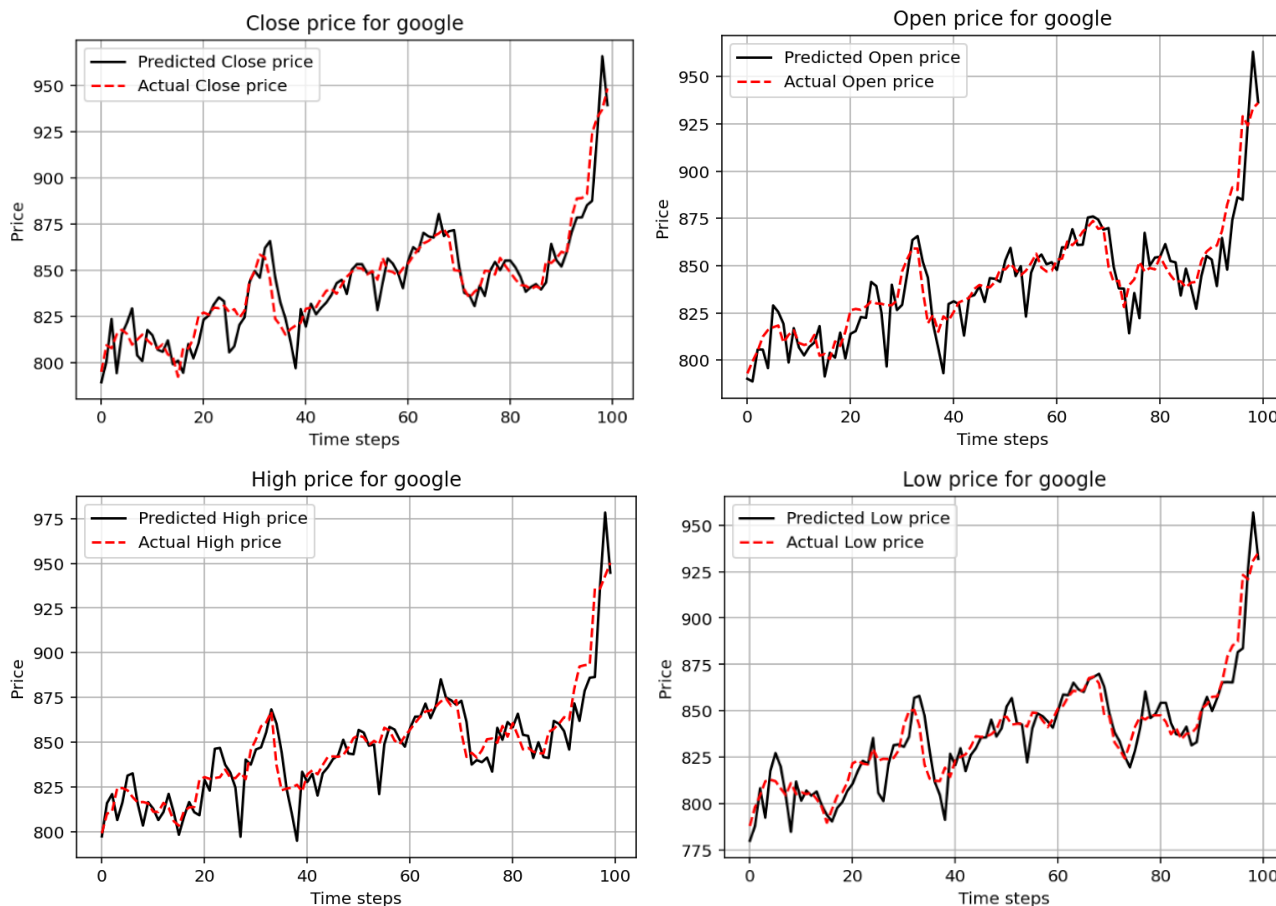 Close price for google
Predicted Close price
Actual Close price
950
925
900
875
850
825
800
Price
0 20 40 60 80 100
Time steps
Open price for google
Predicted Open price
Actual Open price
950
925
900
875
850
825
800
Price
0 20 40 60 80 100
Time steps
High price for google
Predicted High price
Actual High price
975
950
925
900
875
850
825
800
Price
0 20 40 60 80 100
Time steps
Low price for google
Predicted Low price
Actual Low price
950
925
900
875
850
825
800
775
Price
0 20 40 60 80 100
Time steps